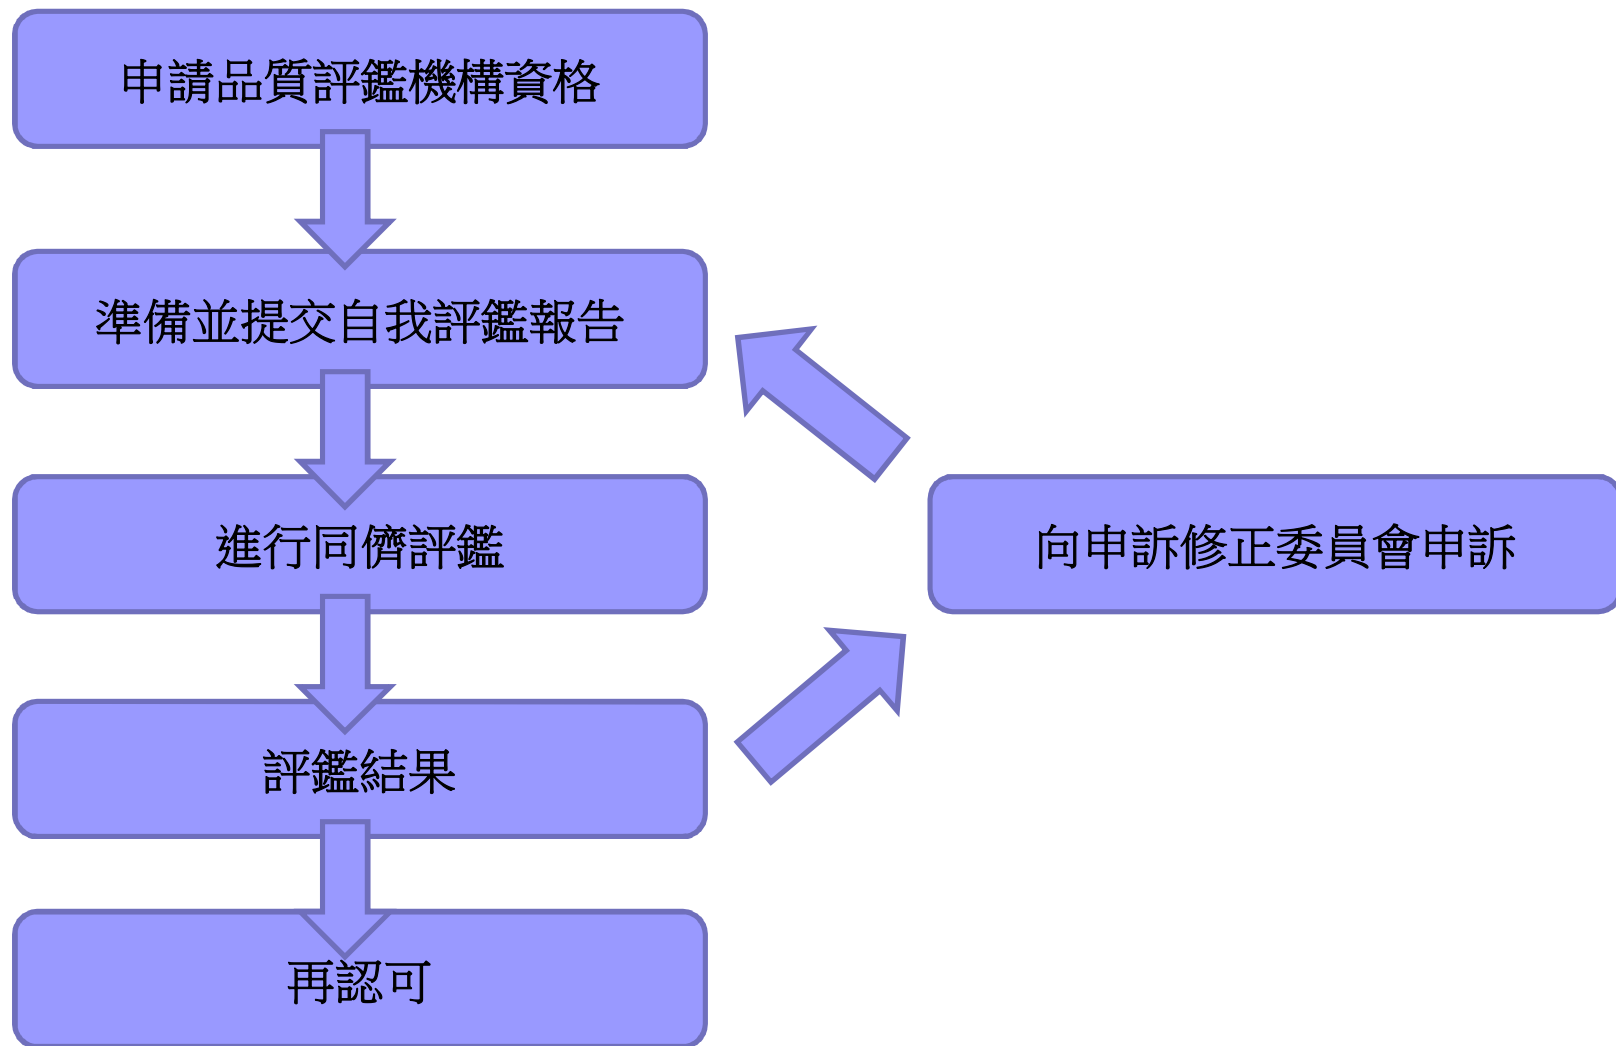 申請品質評鑑機構資格
準備並提交自我評鑑報告
進行同儕評鑑
向申訴修正委員會申訴
評鑑結果
再認可